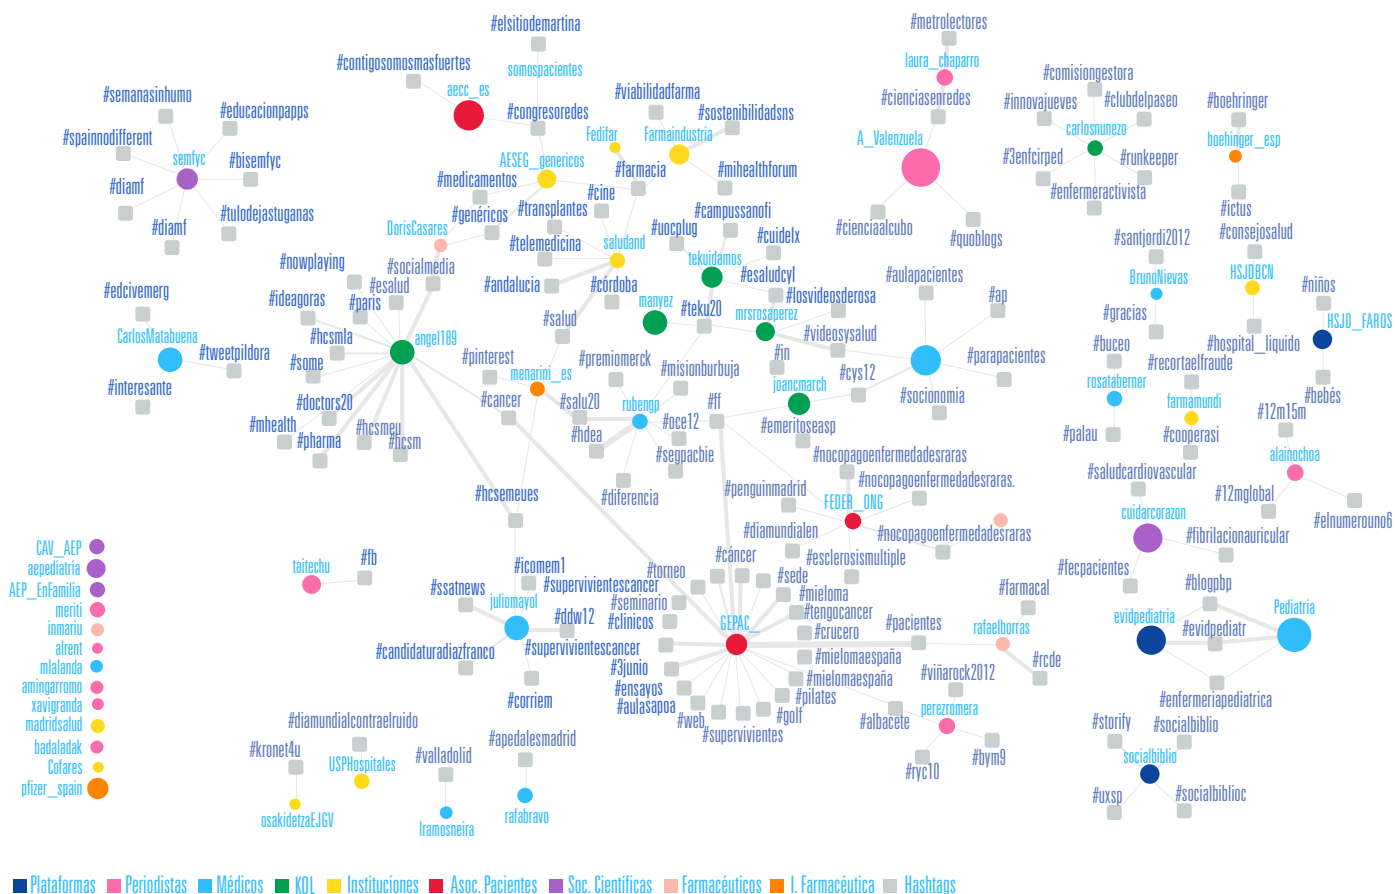 #elsitiodemartina
#metrolectores
#contigosomosmasfuertes
somospacientes
laura_chaparro
#comisiongestora
aecc_es
#viabilidadfarma
#cienciasenredes
#innovajueves
#clubdelpaseo
#boehringer
#semanasinhumo
#educacionpapps
#congresoredes
#sostenibilidadsns
carlosnunezo
#spainnodifferent
semfyc
#bisemfyc
Fedifar
Farmaindustria
A_Valenzuela
boehinger_esp
AESEG_genericos
#farmacia
#mihealthforum
#3enfcirped
#runkeeper
#diamf
#medicamentos
#cine
#enfermeractivista
#ictus
#tulodejastuganas
#diamf
#genéricos
#transplantes
#campussanofi
#cienciaalcubo
#quoblogs
DorisCasares
#telemedicina
saludand
#uocplug
#cuidelx
#santjordi2012
#consejosalud
#nowplaying
#socialmedia
tekuidamos
#esaludcyl
#aulapacientes
BrunoNievas
HSJDBCN
#edcivemerg
#ideagoras
#esalud
#paris
#andalucia
#córdoba
manyez
#teku20
mrsrosaperez
#losvideosderosa
#ap
#gracias
#niños
HSJD_FAROS
CarlosMatabuena
#hcsmla
angel189
#salud
#videosysalud
#buceo
#hospital_liquido
#tweetpildora
#some
#pinterest
#premiomerck
#misionburbuja
#in
#parapacientes
#recortaelfraude
#interesante
menarini_es
joancmarch
#cys12
rosataberner
#bebés
#doctors20
#cancer
#salu20
rubengp
#ff
#socionomia
farmamundi
#mhealth
#pharma
#hcsmeu
#hcsm
#hdea
#oce12
#emeritoseasp
#palau
#cooperasi
#12m15m
#segpacbie
#nocopagoenfermedadesraras
alainochoa
#hcsemeues
#diferencia
#penguinmadrid
FEDER_ONG
#nocopagoenfermedadesraras.
#saludcardiovascular
#12mglobal
#elnumerouno6
#diamundialen
#nocopagoenfermedadesraras
cuidarcorazon
#fibrilacionauricular
CAV_AEP
aepediatria
AEP_EnFamilia
meriti
inmariu
alrent
mlalanda
amingarromo
xavigranda
madridsalud
badaladak
Cofares
pfizer_spain
taitechu
#fb
#icomem1
#torneo
#cáncer
#esclerosismultiple
#sede
#fecpacientes
#ssatnews
#supervivientescancer
#mieloma
#farmacal
#blogpbp
juliomayol
#ddw12
#seminario
#clinicos
GEPAC_
#tengocancer
#crucero
#pacientes
rafaelborras
evidpediatria
#evidpediatr
Pediatria
#candidaturadiazfranco
#supervivientescancer
#3junio
#mielomaespaña
#rcde
#corriem
#ensayos
#aulasapoa
#mielomaespaña
#pilates
#viñarock2012
#enfermeriapediatrica
#diamundialcontraelruido
#web
#golf
#albacete
perezromera
#storify
#socialbiblio
#kronet4u
#apedalesmadrid
#supervivientes
USPHospitales
#valladolid
#ryc10
#bym9
socialbiblio
osakidetzaEJGV
lramosneira
rafabravo
#uxsp
#socialbiblioc
Plataformas Periodistas Médicos KOL Instituciones Asoc. Pacientes Soc. Científicas Farmacéuticos I. Farmacéutica Hashtags